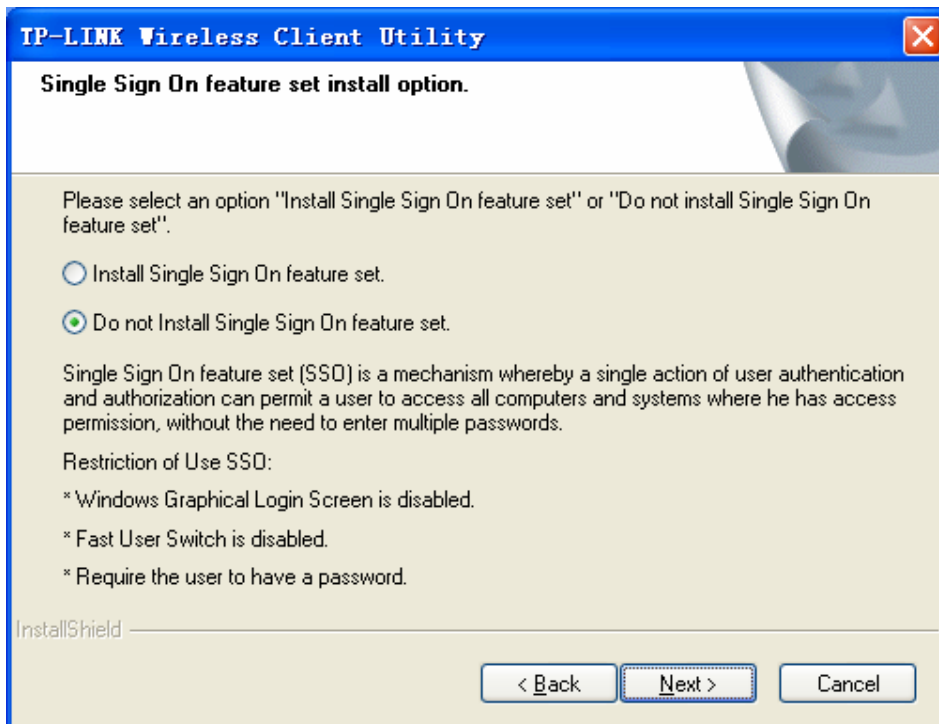 TP-LINK Wireless Client Utility
Single Sign On feature set install option.
Please select an option "Install Single Sign On feature set" or "Do not install Single Sign On
feature set".
Install Single Sign On feature set.
Do not Install Single Sign On feature set.
Single Sign On feature set (SSO) is a mechanism whereby a single action of user authentication
and authorization can permit a user to access all computers and systems where he has access
permission, without the need to enter multiple passwords.
Restriction of Use SSO:
* Windows Graphical Login Screen is disabled.
* Fast User Switch is disabled.
* Require the user to have a password.
InstallShield
< Back
Next >
Cancel